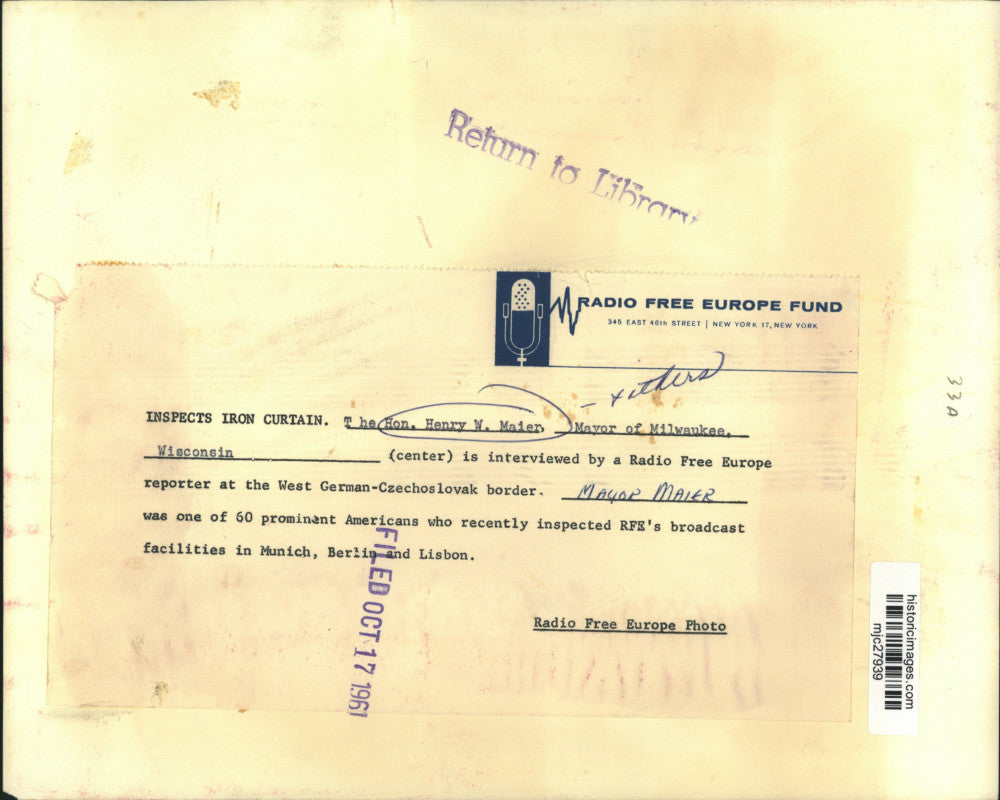 Return to Library
RADIO FREE EUROPE FUND
345 EAST 46th STREET | NEW YORK 17, NEW YORK
- + others
INSPECTS IRON CURTAIN. The Hon. Henry W. Maier, Mayor of Milwaukee,
Wisconsin (center) is interviewed by a Radio Free Europe
reporter at the West German-Czechoslovak border. MAYOR MAIER
was one of 60 prominent Americans who recently inspected RFE's broadcast
facilities in Munich, Berlin and Lisbon.
Radio Free Europe Photo
FILED OCT 17 1961
33A
historicimages.com
mjc27939